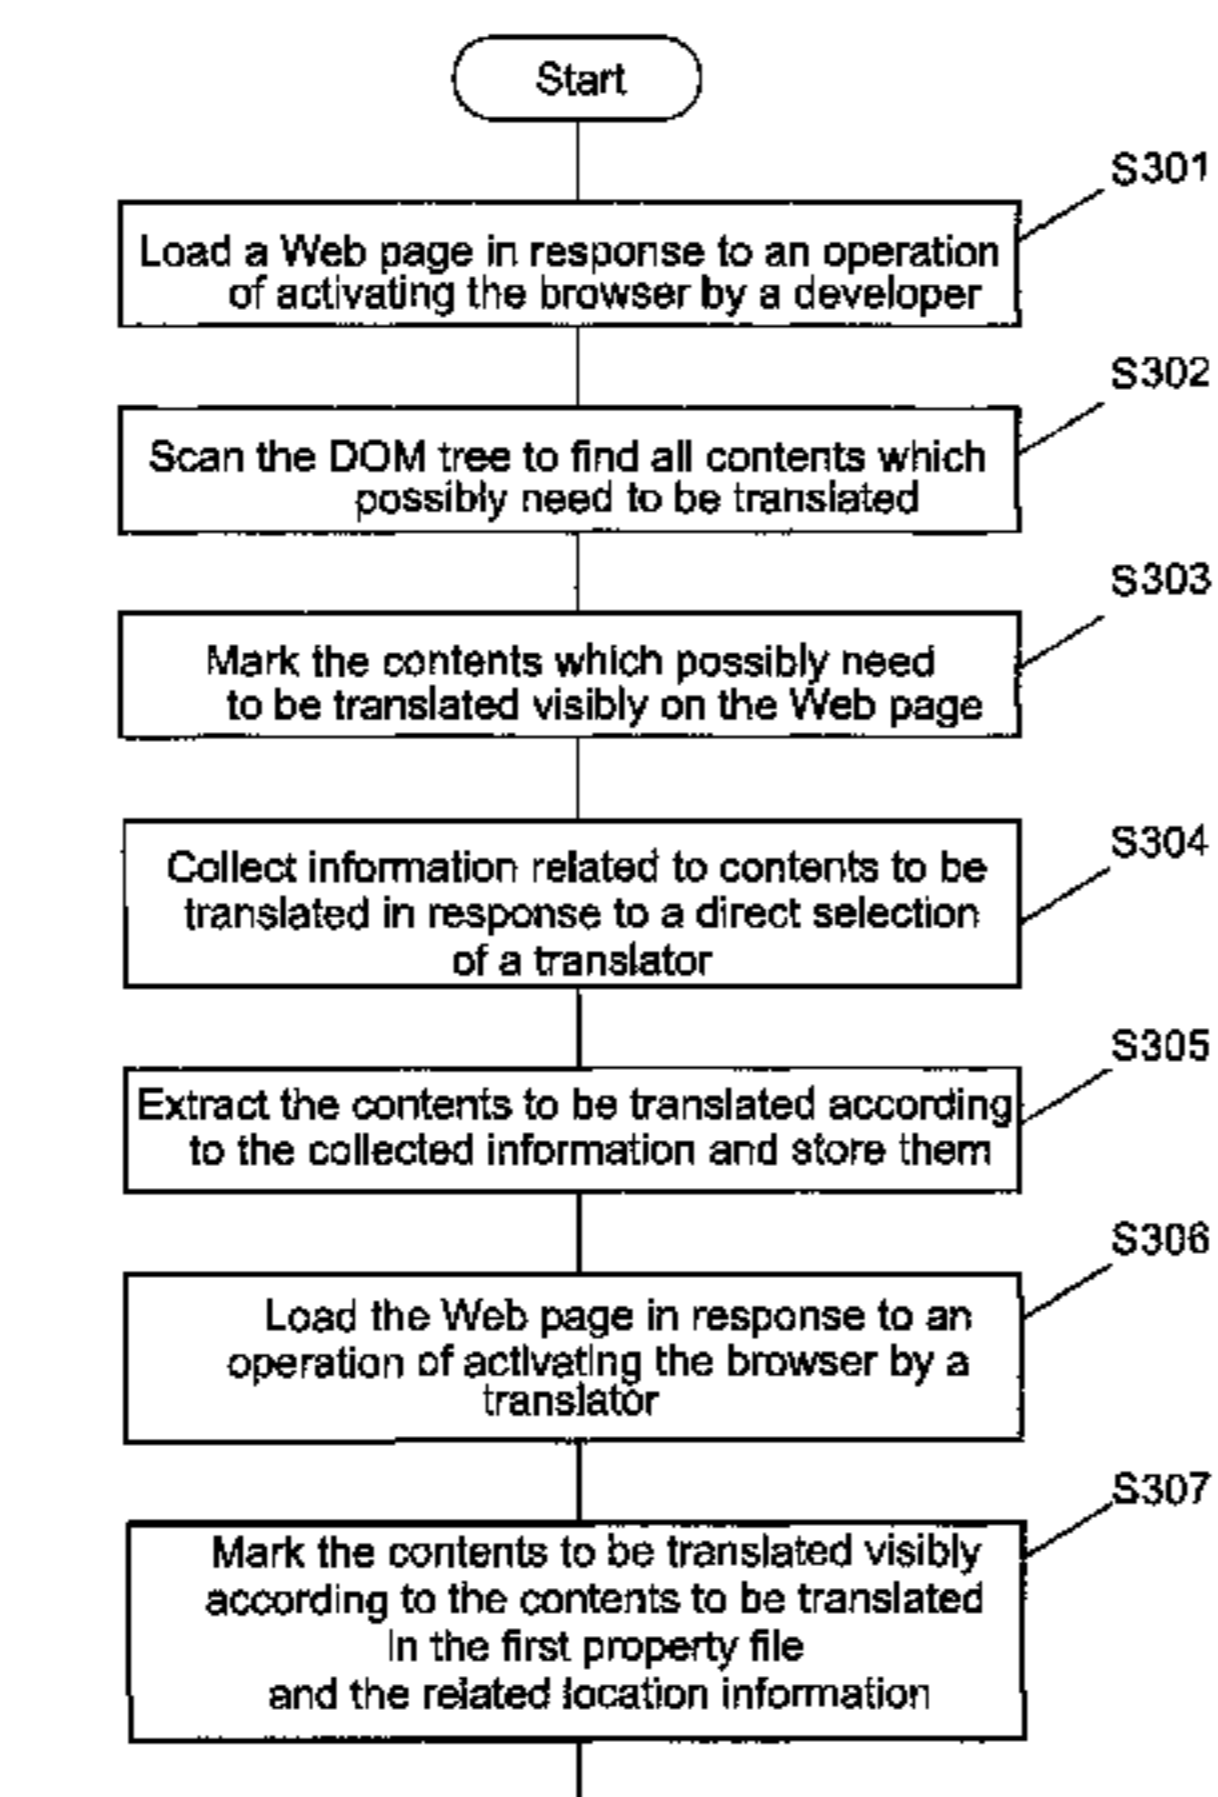 Start
S301
Load a Web page in response to an operation
of activating the browser by a developer
S302
Scan the DOM tree to find all contents which
possibly need to be translated
S303
Mark the contents which possibly need
to be translated visibly on the Web page
S304
Collect information related to contents to be
translated in response to a direct selection
of a translator
S305
Extract the contents to be translated according
to the collected information and store them
S306
Load the Web page in response to an
operation of activating the browser by a
translator
S307
Mark the contents to be translated visibly
according to the contents to be translated
In the first property file
and the related location information